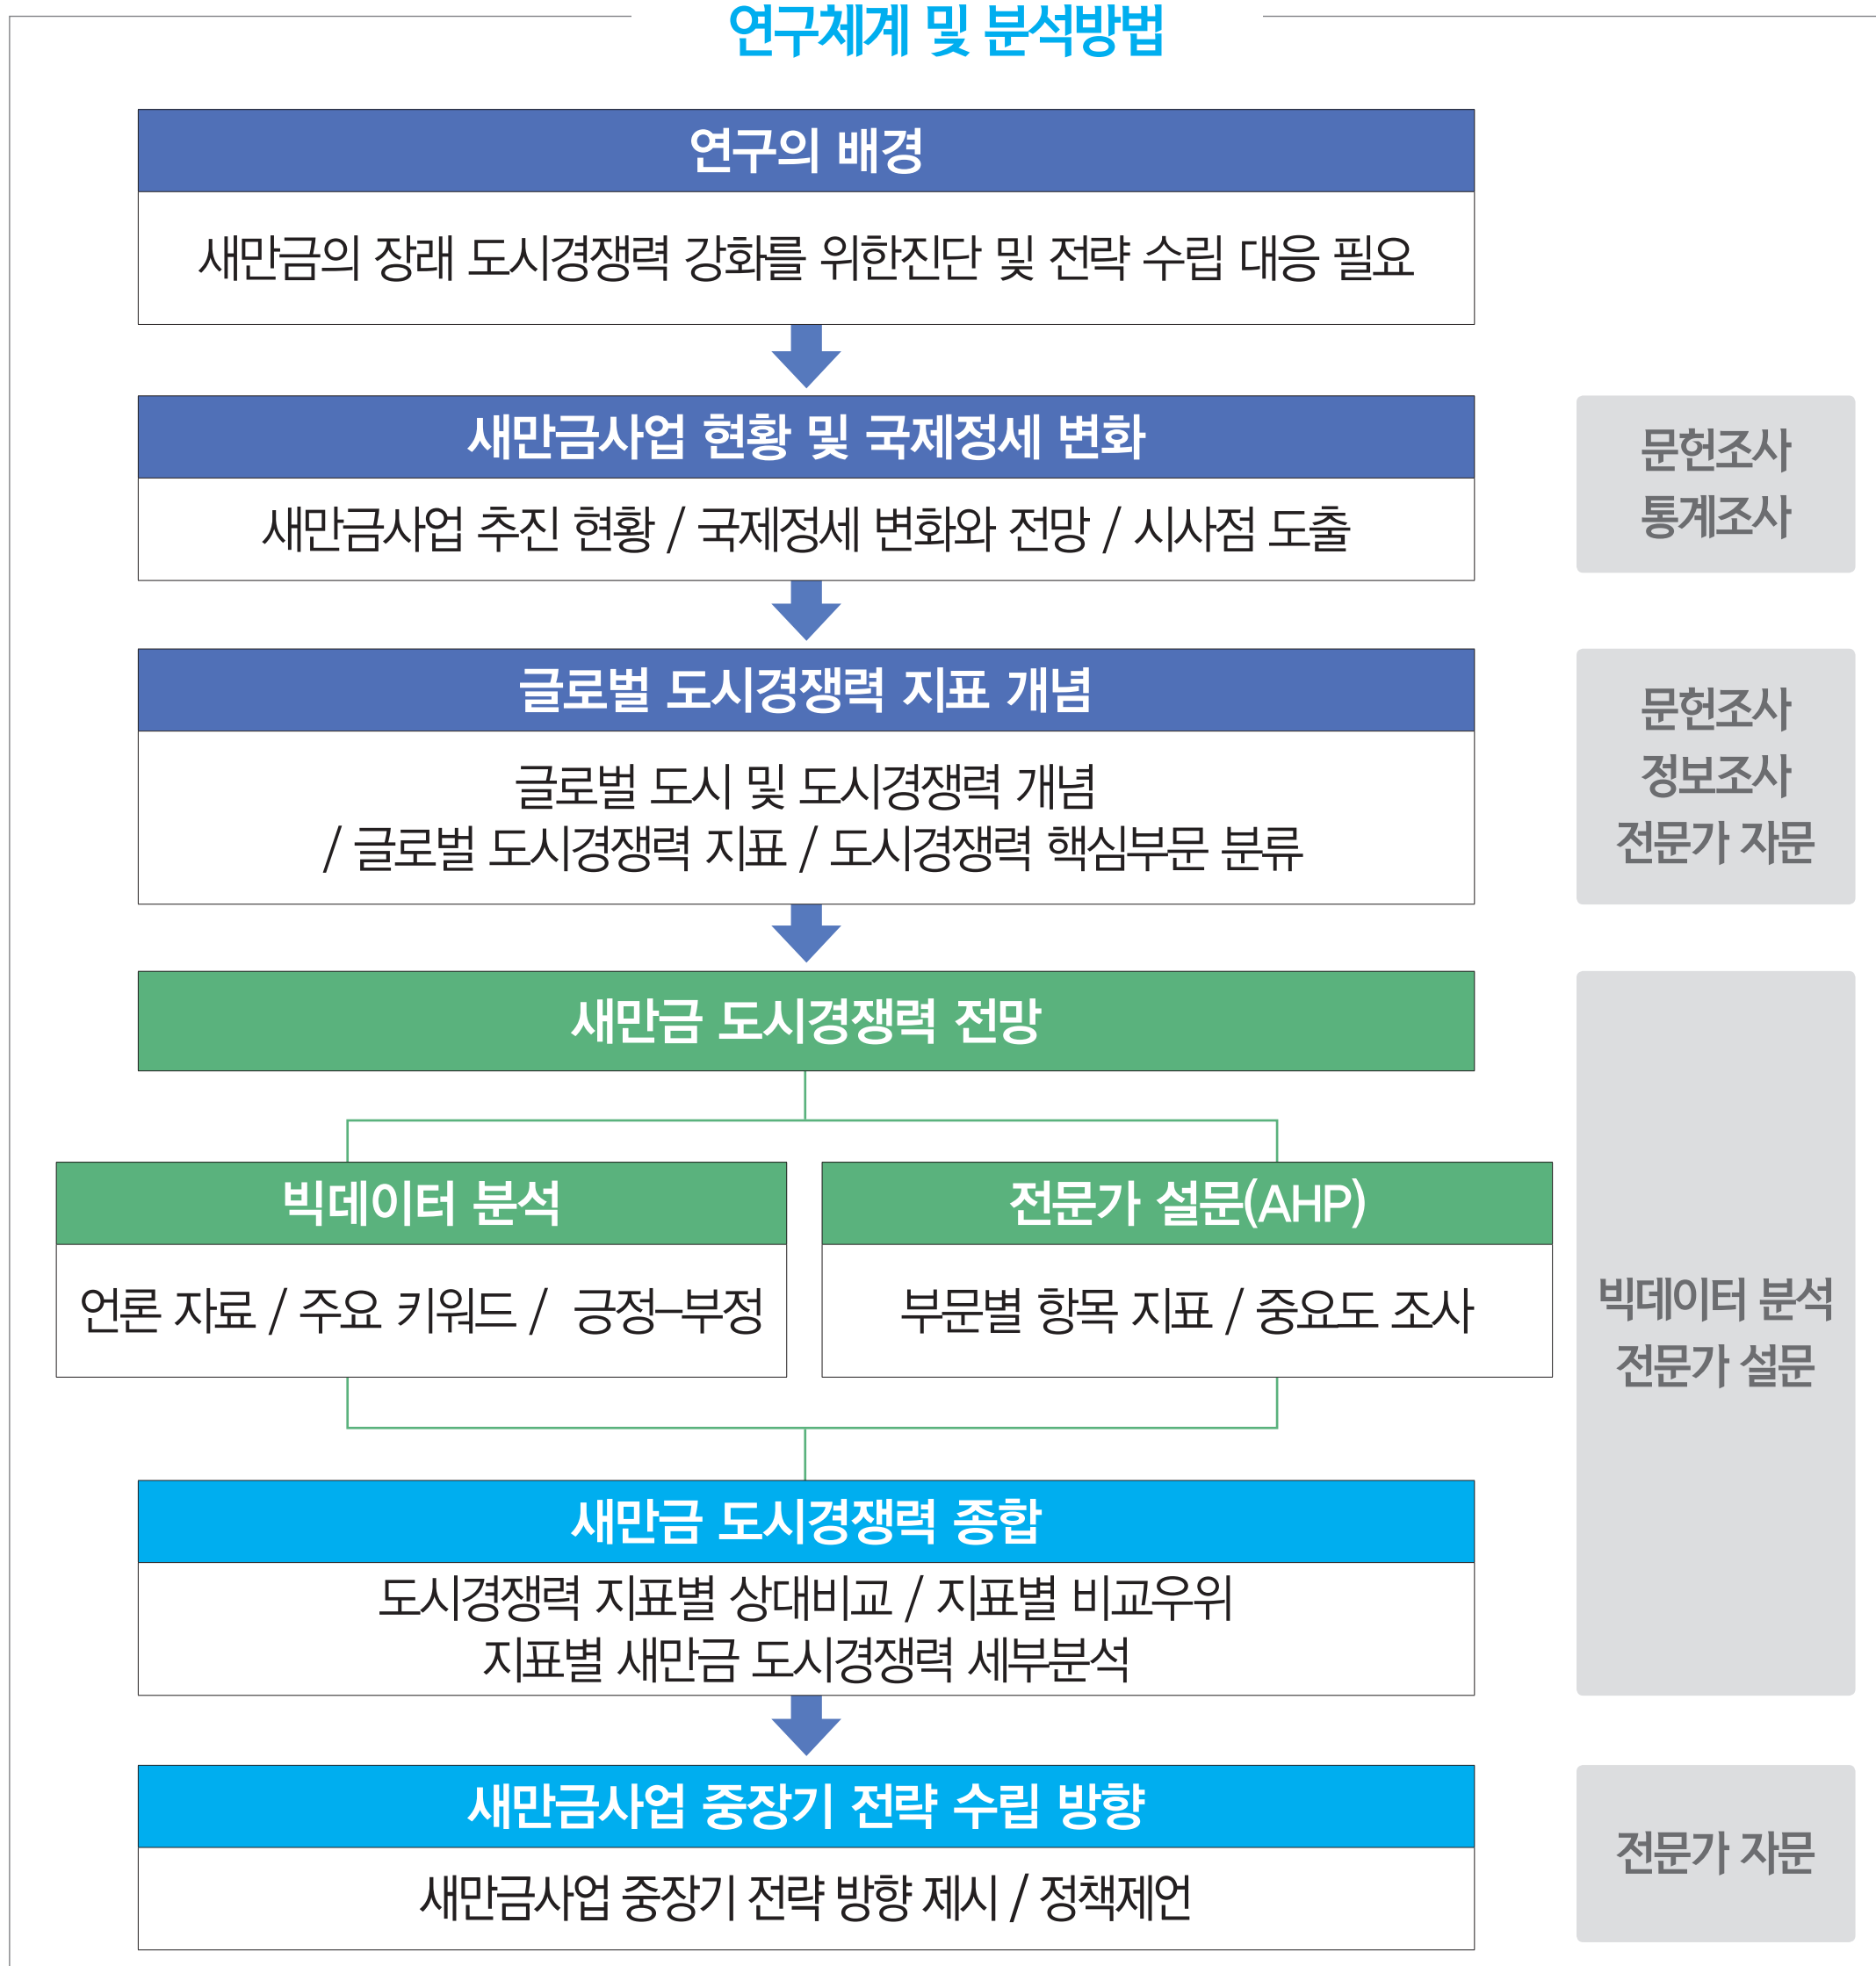 연구체계 및 분석방법
연구의 배경
새만금의 장래 도시경쟁력 강화를 위한진단 및 전략 수립 대응 필요
새만금사업 현황 및 국제정세 변화
새만금사업 추진 현황 / 국제정세 변화와 전망 / 시사점 도출
문헌조사
통계조사
글로벌 도시경쟁력 지표 개념
글로벌 도시 및 도시경쟁력 개념
/ 글로벌 도시경쟁력 지표 / 도시경쟁력 핵심부문 분류
문헌조사
정보조사
전문가 자문
새만금 도시경쟁력 전망
빅데이터 분석
언론 자료 / 주요 키워드 / 긍정–부정
전문가 설문(AHP)
부문별 항목 지표 / 중요도 조사
빅데이터 분석
전문가 설문
새만금 도시경쟁력 종합
도시경쟁력 지표별 상대비교 / 지표별 비교우위
지표별 새만금 도시경쟁력 세부분석
새만금사업 중장기 전략 수립 방향
새만금사업 중장기 전략 방향 제시 / 정책제언
전문가 자문